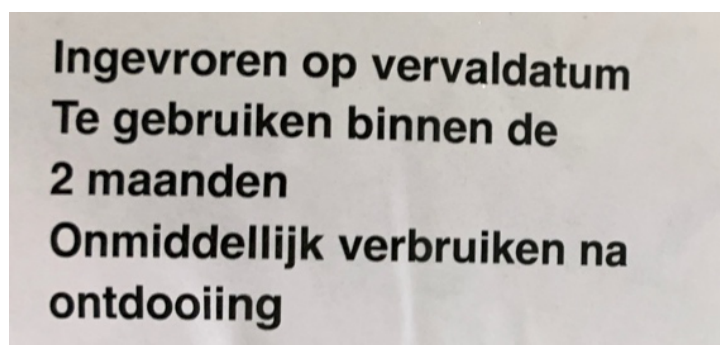 Ingevroren op vervaldatum
Te gebruiken binnen de
2 maanden
Onmiddellijk verbruiken na
ontdooiing